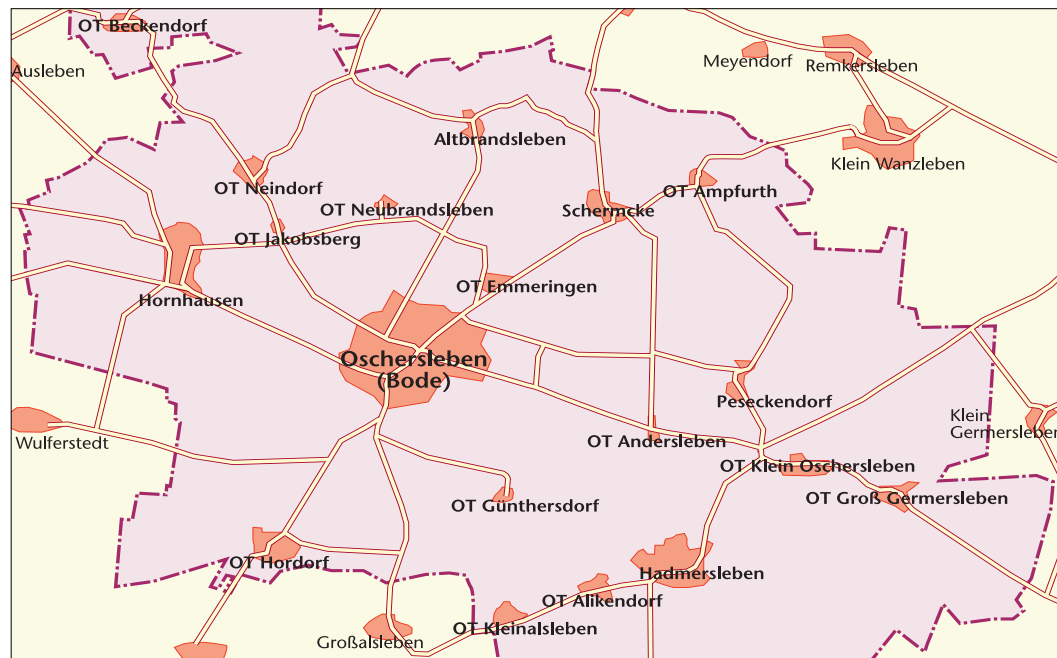 OT Beckendorf
Meyendorf
Remkersleben
Ausleben
Altbrandsleben
Klein Wanzleben
OT Neindorf
OT Ampfurth
OT Neubrandsleben
Schermcke
OT Jakobsberg
OT Emmeringen
Hornhausen
Oschersleben
(Bode)
Peseckendorf
Klein
Germersleben
Wulferstedt
OT Andersleben
OT Klein Oschersleben
OT Groß Germersleben
OT Günthersdorf
OT Hordorf
Hadmersleben
OT Alikendorf
OT Kleinalsleben
Großalsleben